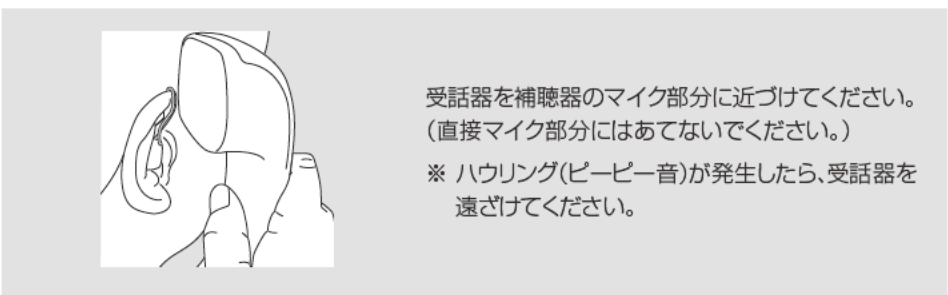 受話器を補聴器のマイク部分に近づけてください。
（直接マイク部分にはあてないでください。）
※ ハウリング(ピーピー音)が発生したら、受話器を
遠ざけてください。